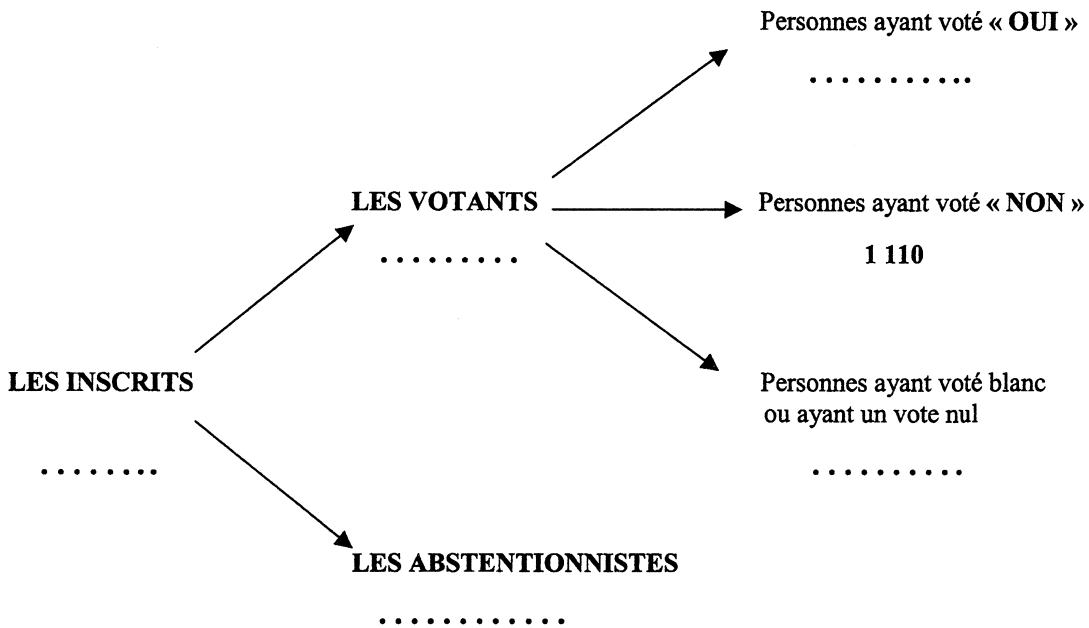 Personnes ayant voté « OUI »
...........
LES VOTANTS
.........
Personnes ayant voté « NON »
1 110
LES INSCRITS
........
Personnes ayant voté blanc
ou ayant un vote nul
..........
LES ABSTENTIONNISTES
............